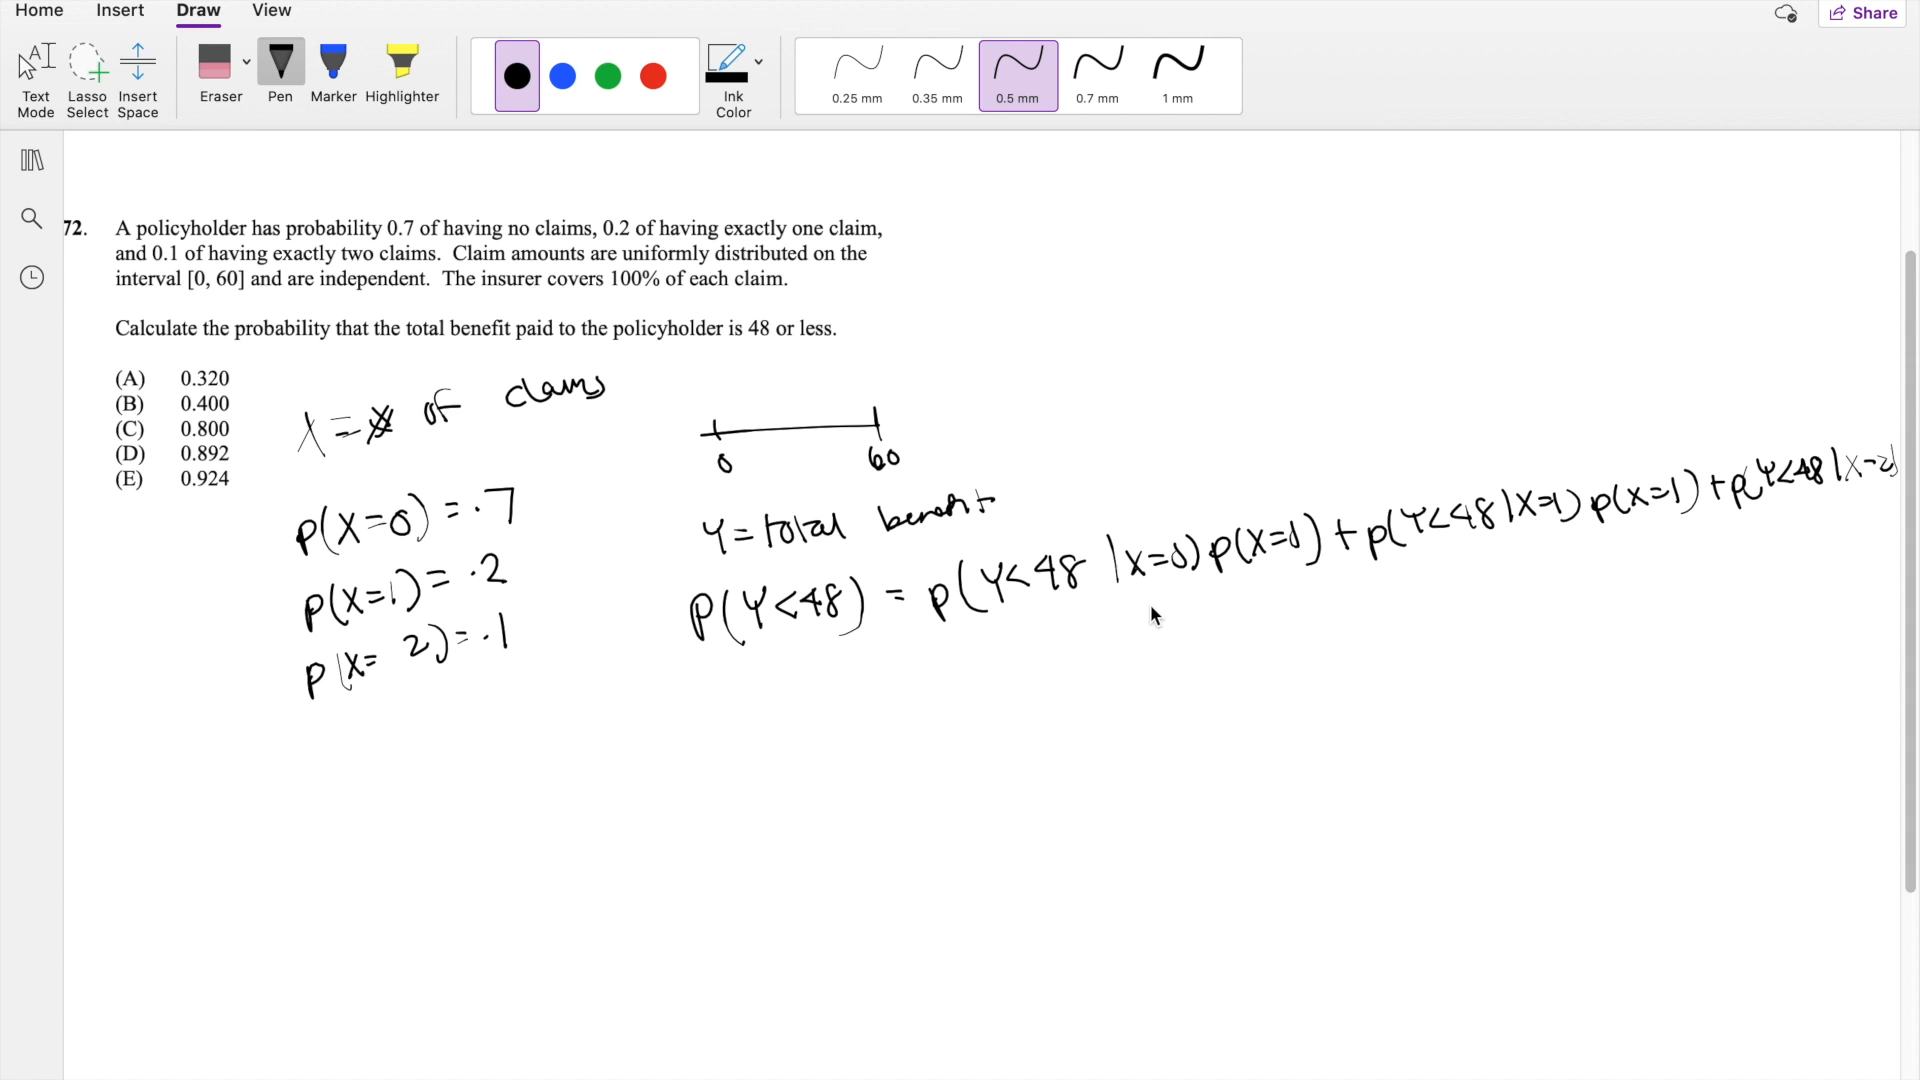 Home Insert Draw View
Share
Text Mode
Lasso Select
Insert Space
Eraser
Pen
Marker
Highlighter
Ink Color
0.25 mm
0.35 mm
0.5 mm
0.7 mm
1 mm
72. A policyholder has probability 0.7 of having no claims, 0.2 of having exactly one claim,
and 0.1 of having exactly two claims. Claim amounts are uniformly distributed on the
interval [0, 60] and are independent. The insurer covers 100% of each claim.
Calculate the probability that the total benefit paid to the policyholder is 48 or less.
(A) 0.320
(B) 0.400
(C) 0.800
(D) 0.892
(E) 0.924
X = # of claims
P(X=0) = .7
P(X=1) = .2
P(X= 2) = .1
0 60
Y = total benefit
P(Y<48) = P(Y<48 | X=0) P(X=0) + P(Y<48 | X=1) P(X=1) + P(Y<48 | X=2)